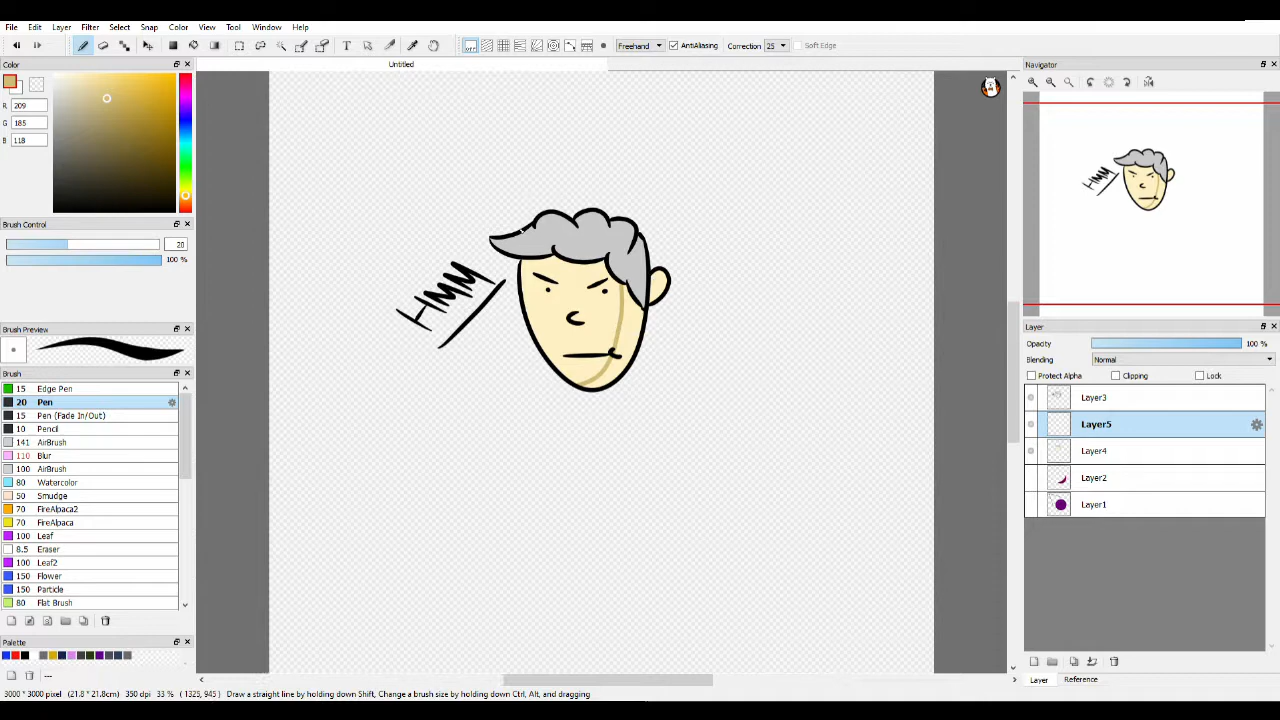 File Edit Layer Filter Select Snap Color View Tool Window Help
OFF Freehand AntiAliasing Correction 25 Soft Edge
Color
Untitled
Navigator
R 209
G 185
B 118
Brush Control
20
100 %
Brush Preview
Brush
15 Edge Pen
20 Pen
15 Pen (Fade In/Out)
10 Pencil
141 AirBrush
110 Blur
100 AirBrush
80 Watercolor
50 Smudge
70 FireAlpaca2
70 FireAlpaca
100 Leaf
8.5 Eraser
100 Leaf2
150 Flower
150 Particle
80 Flat Brush
Palette
---
HMM
HMM
Layer
Opacity 100 %
Blending Normal
Protect Alpha Clipping Lock
Layer3
Layer5
Layer4
Layer2
Layer1
Layer Reference
3000 * 3000 pixel (21.8 * 21.8cm) 350 dpi 33 % ( 1325, 945 ) Draw a straight line by holding down Shift, Change a brush size by holding down Ctrl, Alt, and dragging